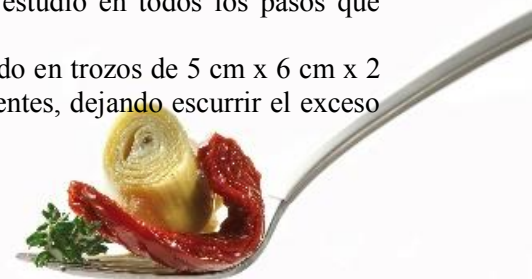 estudio en todos los pasos que
do en trozos de 5 cm x 6 cm x 2
entes, dejando escurrir el exceso